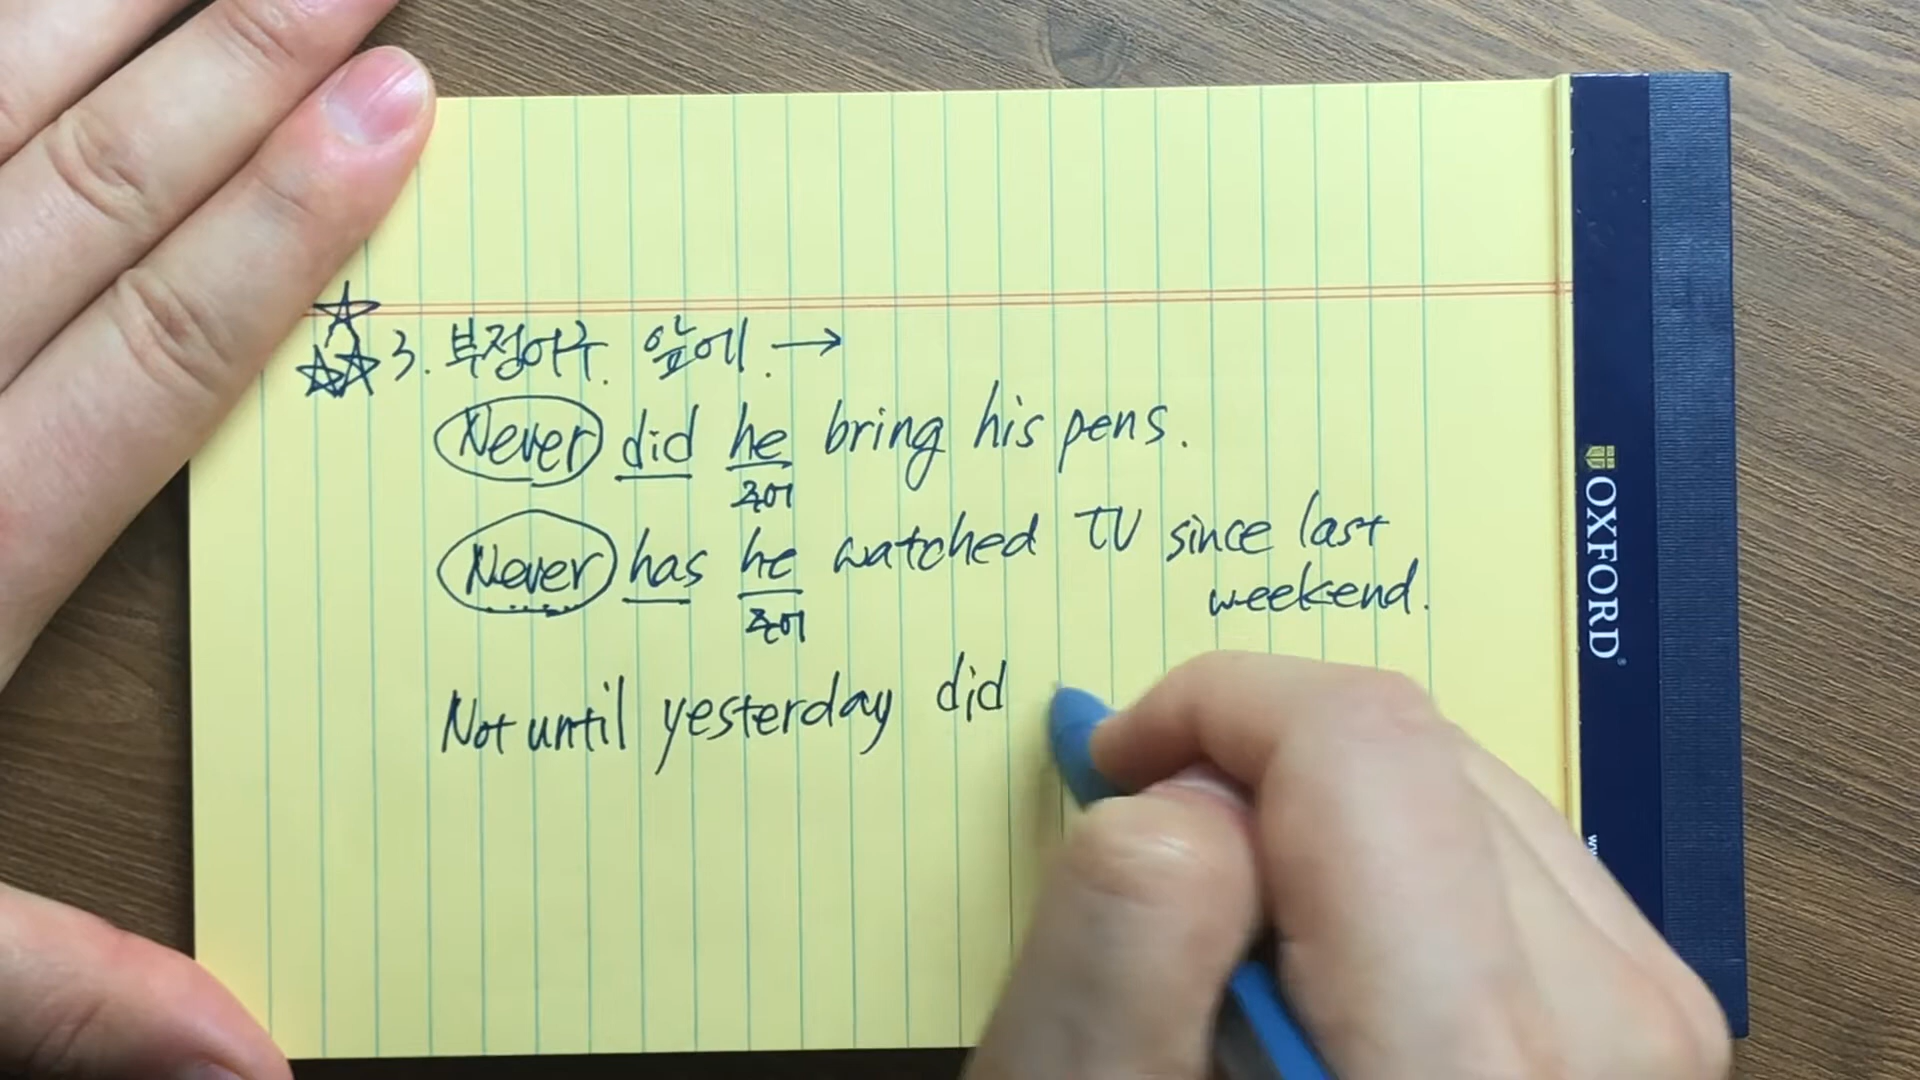 3. 부정어구. 앞에. →
Never did he bring his pens.
주어
Never has he watched TV since last
weekend.
주어
Not until yesterday did
OXFORD